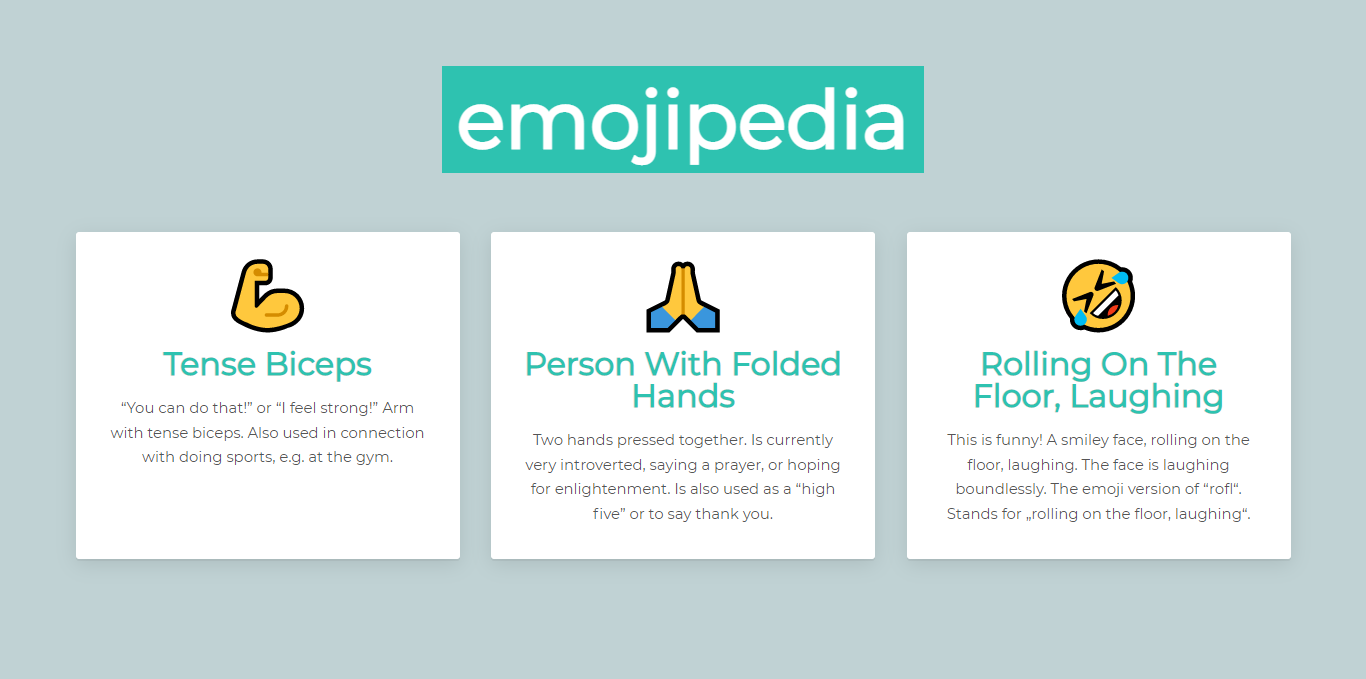 emojipedia
Tense Biceps
“You can do that!” or “I feel strong!” Arm
with tense biceps. Also used in connection
with doing sports, e.g. at the gym.
Person With Folded
Hands
Two hands pressed together. Is currently
very introverted, saying a prayer, or hoping
for enlightenment. Is also used as a “high
five” or to say thank you.
Rolling On The
Floor, Laughing
This is funny! A smiley face, rolling on the
floor, laughing. The face is laughing
boundlessly. The emoji version of “rofl“.
Stands for „rolling on the floor, laughing“.